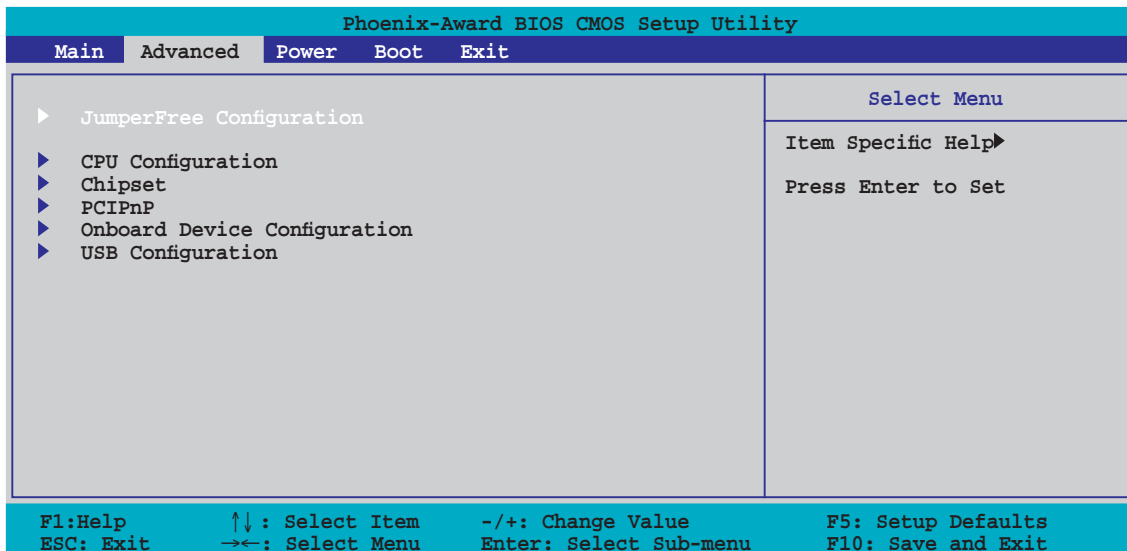 Phoenix-Award BIOS CMOS Setup Utility
Main Advanced Power Boot Exit
JumperFree Configuration
CPU Configuration
Chipset
PCIPnP
Onboard Device Configuration
USB Configuration
Select Menu
Item Specific Help
Press Enter to Set
F1:Help ↑↓: Select Item -/+: Change Value F5: Setup Defaults
ESC: Exit →←: Select Menu Enter: Select Sub-menu F10: Save and Exit